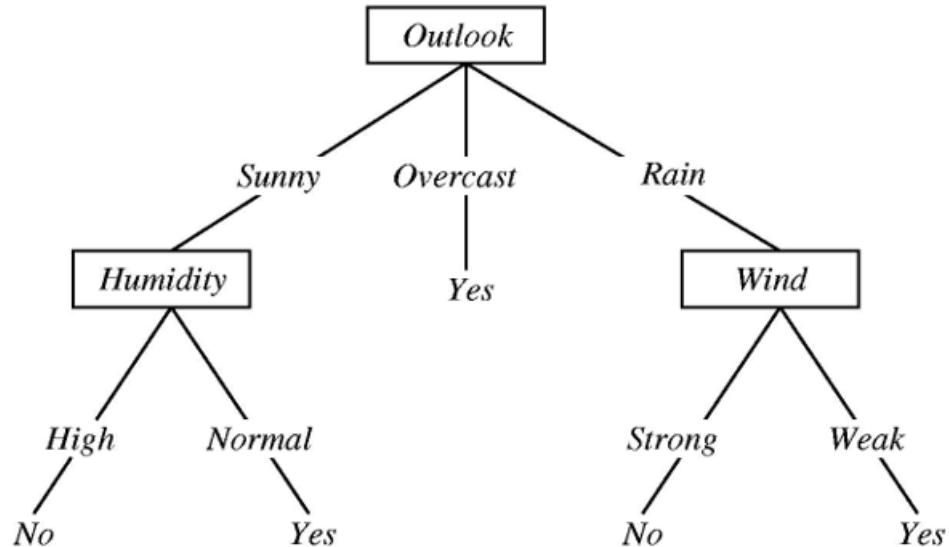 Outlook
Sunny Overcast Rain
Humidity Yes Wind
High Normal Strong Weak
No Yes No Yes